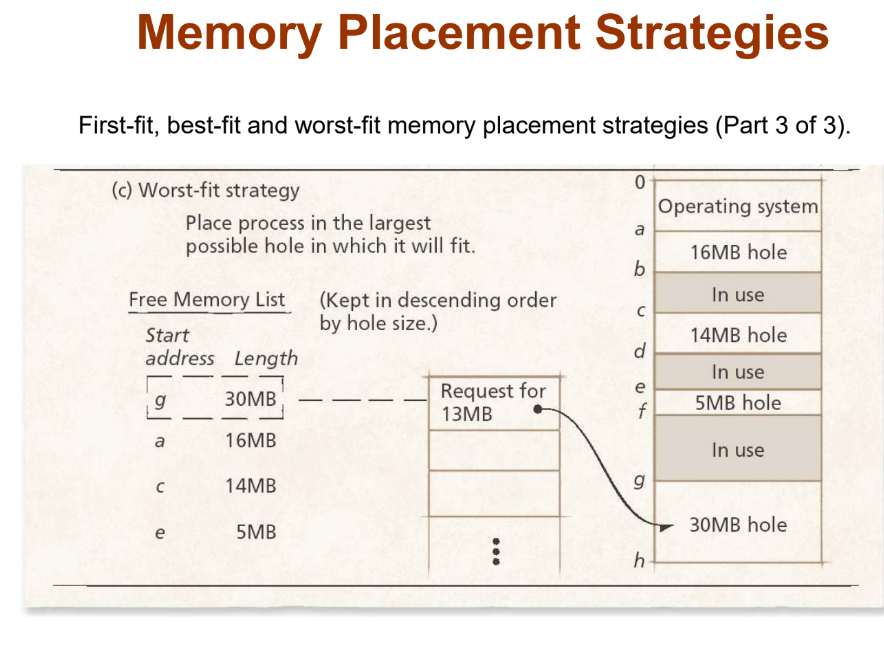 Memory Placement Strategies
First-fit, best-fit and worst-fit memory placement strategies (Part 3 of 3).
(c) Worst-fit strategy
Place process in the largest
possible hole in which it will fit.
Free Memory List
(Kept in descending order
by hole size.)
Start
address Length
g 30MB
a 16MB
c 14MB
e 5MB
Request for
13MB
0
Operating system
a
16MB hole
b
In use
c
14MB hole
d
In use
e
5MB hole
f
In use
g
30MB hole
h